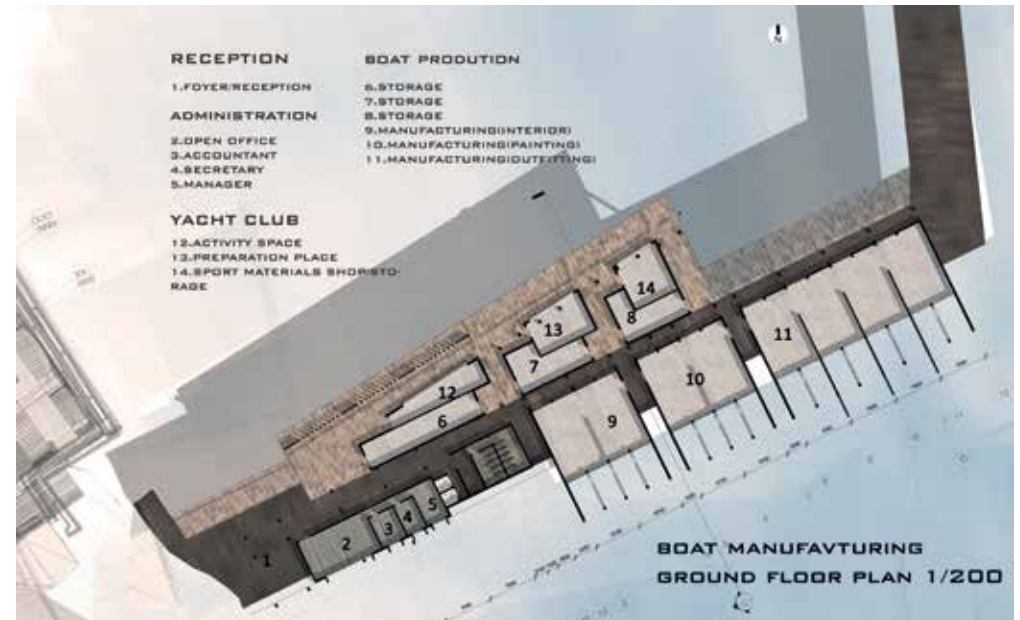 N
RECEPTION
1.FOYER/RECEPTION
ADMINISTRATION
2.OPEN OFFICE
3.ACCOUNTANT
4.SECRETARY
5.MANAGER
YACHT CLUB
12.ACTIVITY SPACE
13.PREPARATION PLACE
14.SPORT MATERIALS SHOP/STO-
RAGE
BOAT PRODUTION
6.STORAGE
7.STORAGE
8.STORAGE
9.MANUFACTURING(INTERIOR)
10.MANUFACTURING(PAINTING)
11.MANUFACTURING(OUTFITTING)
14
8
13
7
12
6
11
10
9
5
4
3
2
1
BOAT MANUFAVTURING
GROUND FLOOR PLAN 1/200